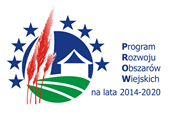 Program
Rozwoju
Obszarów
Wiejskich
na lata 2014-2020